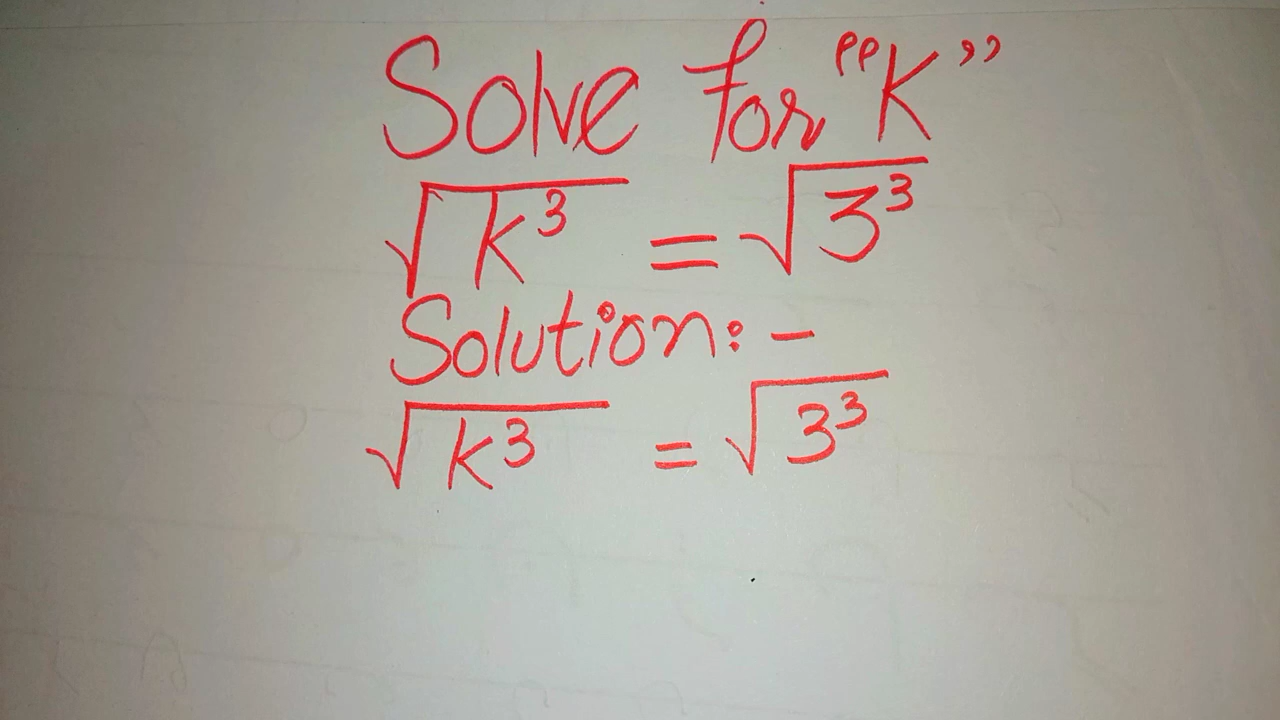 Solve for “K”
√k³ = √3³
Solution: -
√k³ = √3³